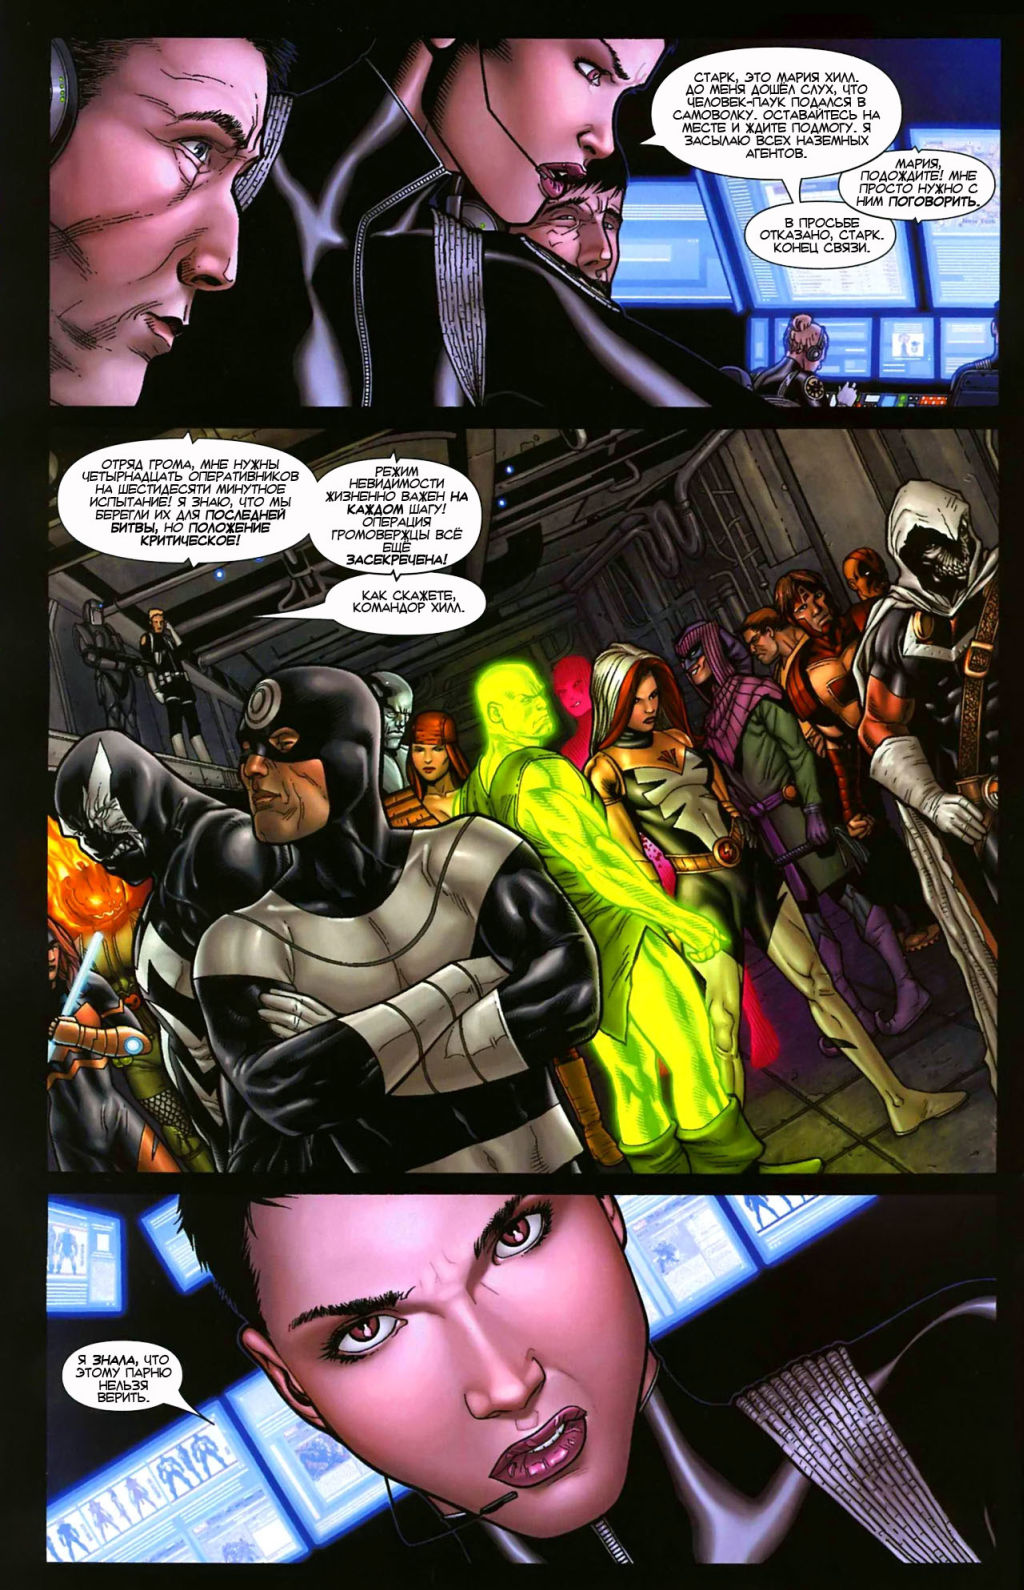 СТАРК, ЭТО МАРИЯ ХИЛЛ.
ДО МЕНЯ ДОШЁЛ СЛУХ, ЧТО
ЧЕЛОВЕК-ПАУК ПОДАЛСЯ В
САМОВОЛКУ. ОСТАВАЙТЕСЬ НА
МЕСТЕ И ЖДИТЕ ПОДМОГУ. Я
ЗАСЫЛАЮ ВСЕХ НАЗЕМНЫХ
АГЕНТОВ.
МАРИЯ,
ПОДОЖДИТЕ! МНЕ
ПРОСТО НУЖНО С
НИМ ПОГОВОРИТЬ.
В ПРОСЬБЕ
ОТКАЗАНО, СТАРК.
КОНЕЦ СВЯЗИ.
ОТРЯД ГРОМА, МНЕ НУЖНЫ
ЧЕТЫРНАДЦАТЬ ОПЕРАТИВНИКОВ
НА ШЕСТИДЕСЯТИ МИНУТНОЕ
ИСПЫТАНИЕ! Я ЗНАЮ, ЧТО МЫ
БЕРЕГЛИ ИХ ДЛЯ ПОСЛЕДНЕЙ
БИТВЫ, НО ПОЛОЖЕНИЕ
КРИТИЧЕСКОЕ!
РЕЖИМ
НЕВИДИМОСТИ
ЖИЗНЕННО ВАЖЕН НА
КАЖДОМ ШАГУ!
ОПЕРАЦИЯ
ГРОМОВЕРЖЦЫ ВСЁ
ЕЩЁ
ЗАСЕКРЕЧЕНА!
КАК СКАЖЕТЕ,
КОМАНДОР ХИЛЛ.
Я ЗНАЛА, ЧТО
ЭТОМУ ПАРНЮ
НЕЛЬЗЯ
ВЕРИТЬ.